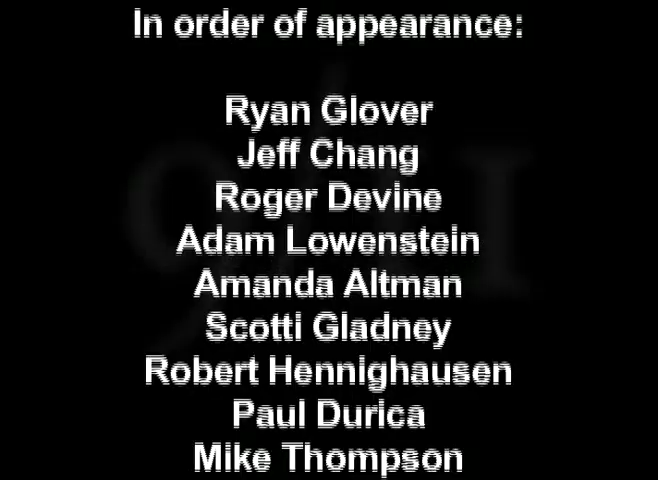 In order of appearance:
Ryan Glover
Jeff Chang
Roger Devine
Adam Lowenstein
Amanda Altman
Scotti Gladney
Robert Hennighausen
Paul Durica
Mike Thompson